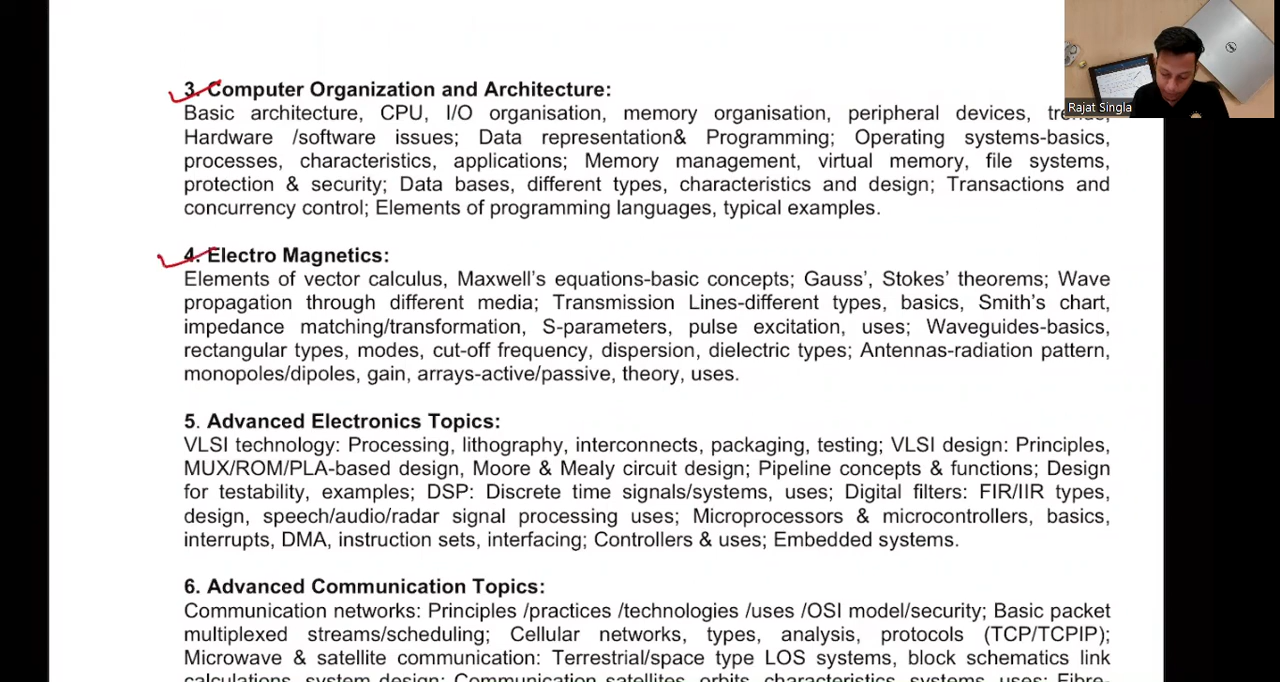 3. Computer Organization and Architecture:
Basic architecture, CPU, I/O organisation, memory organisation, peripheral devices,
Rajat Singla
Hardware /software issues; Data representation& Programming; Operating systems-basics,
processes, characteristics, applications; Memory management, virtual memory, file systems,
protection & security; Data bases, different types, characteristics and design; Transactions and
concurrency control; Elements of programming languages, typical examples.
4. Electro Magnetics:
Elements of vector calculus, Maxwell’s equations-basic concepts; Gauss’, Stokes’ theorems; Wave
propagation through different media; Transmission Lines-different types, basics, Smith’s chart,
impedance matching/transformation, S-parameters, pulse excitation, uses; Waveguides-basics,
rectangular types, modes, cut-off frequency, dispersion, dielectric types; Antennas-radiation pattern,
monopoles/dipoles, gain, arrays-active/passive, theory, uses.
5. Advanced Electronics Topics:
VLSI technology: Processing, lithography, interconnects, packaging, testing; VLSI design: Principles,
MUX/ROM/PLA-based design, Moore & Mealy circuit design; Pipeline concepts & functions; Design
for testability, examples; DSP: Discrete time signals/systems, uses; Digital filters: FIR/IIR types,
design, speech/audio/radar signal processing uses; Microprocessors & microcontrollers, basics,
interrupts, DMA, instruction sets, interfacing; Controllers & uses; Embedded systems.
6. Advanced Communication Topics:
Communication networks: Principles /practices /technologies /uses /OSI model/security; Basic packet
multiplexed streams/scheduling; Cellular networks, types, analysis, protocols (TCP/TCPIP);
Microwave & satellite communication: Terrestrial/space type LOS systems, block schematics link
calculations, system design; Communication satellites, orbits, characteristics, systems, uses; Fibre-